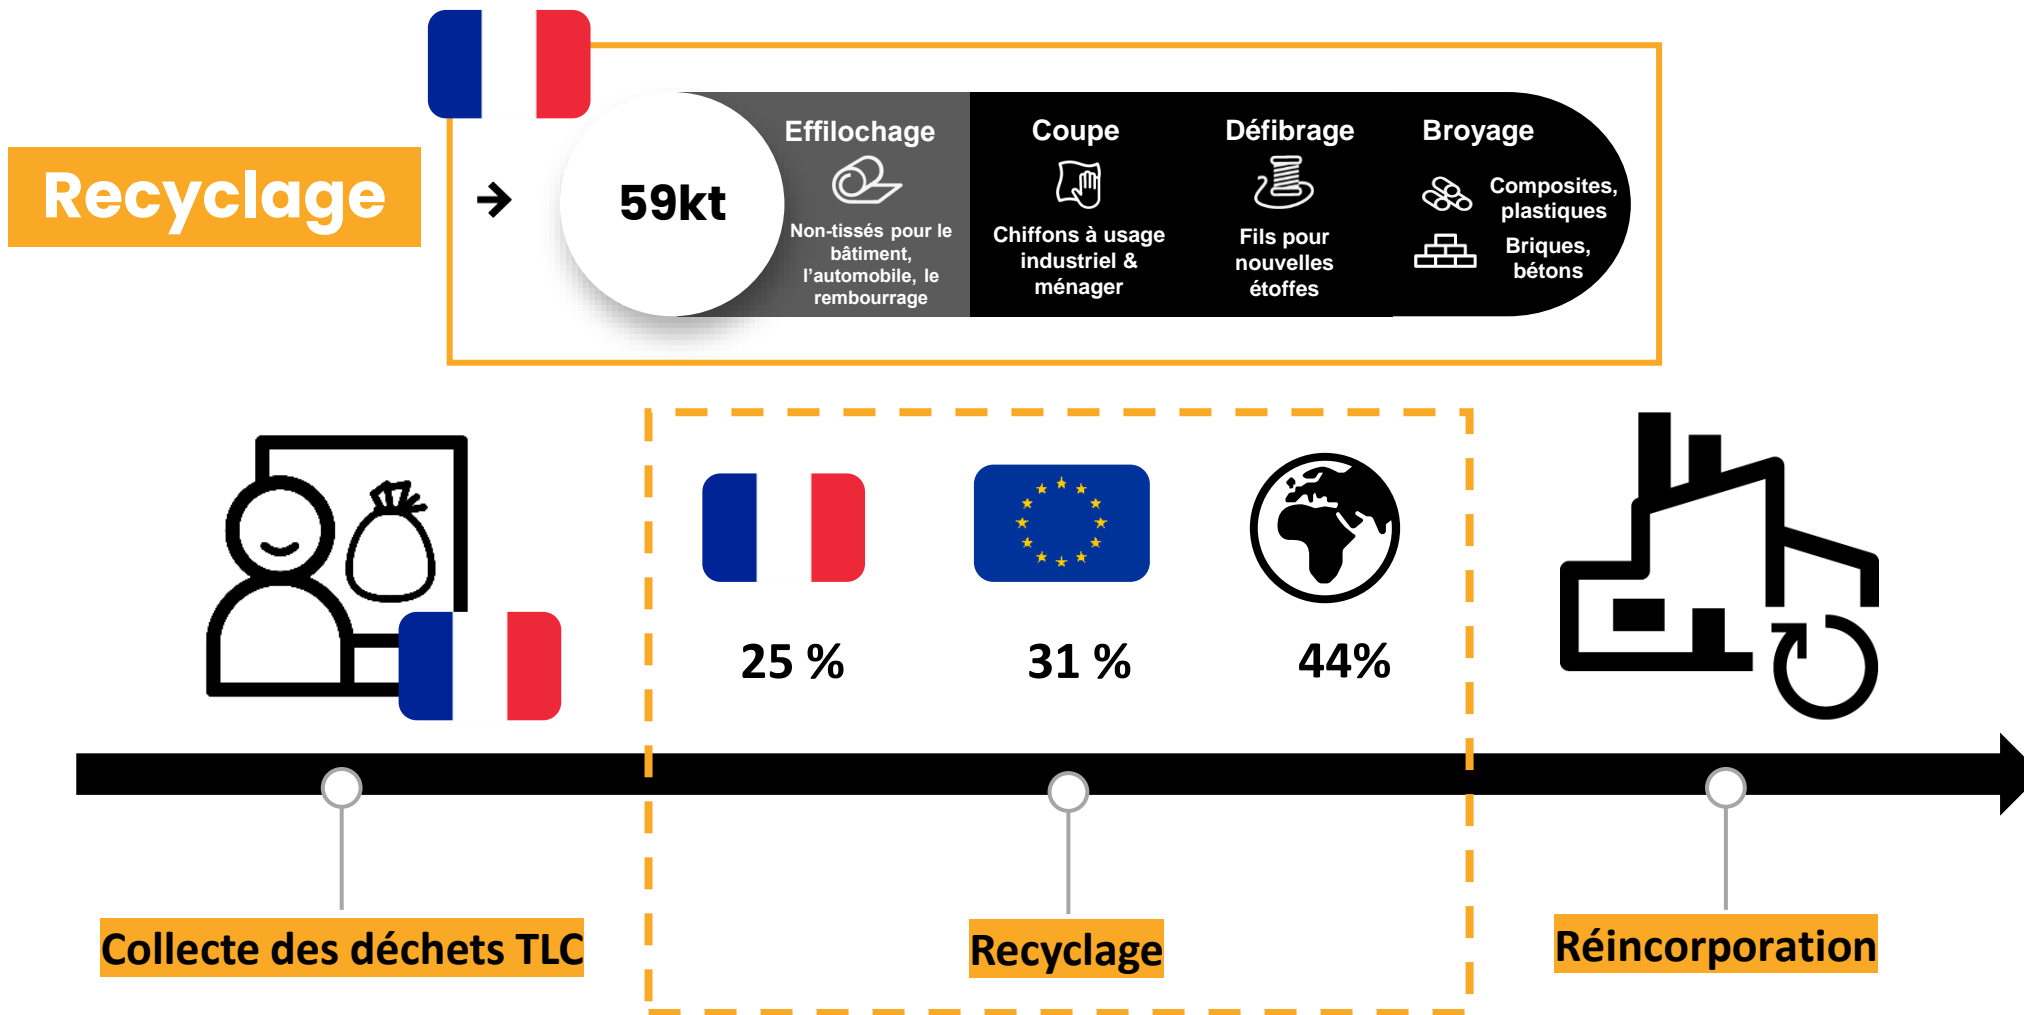 Recyclage
59kt
Effilochage
Non-tissés pour le
bâtiment,
l'automobile, le
rembourrage
Coupe
Chiffons à usage
industriel &
ménager
Défibrage
Fils pour
nouvelles
étoffes
Broyage
Composites,
plastiques
Briques,
bétons
25 %
31 %
44%
Collecte des déchets TLC
Recyclage
Réincorporation